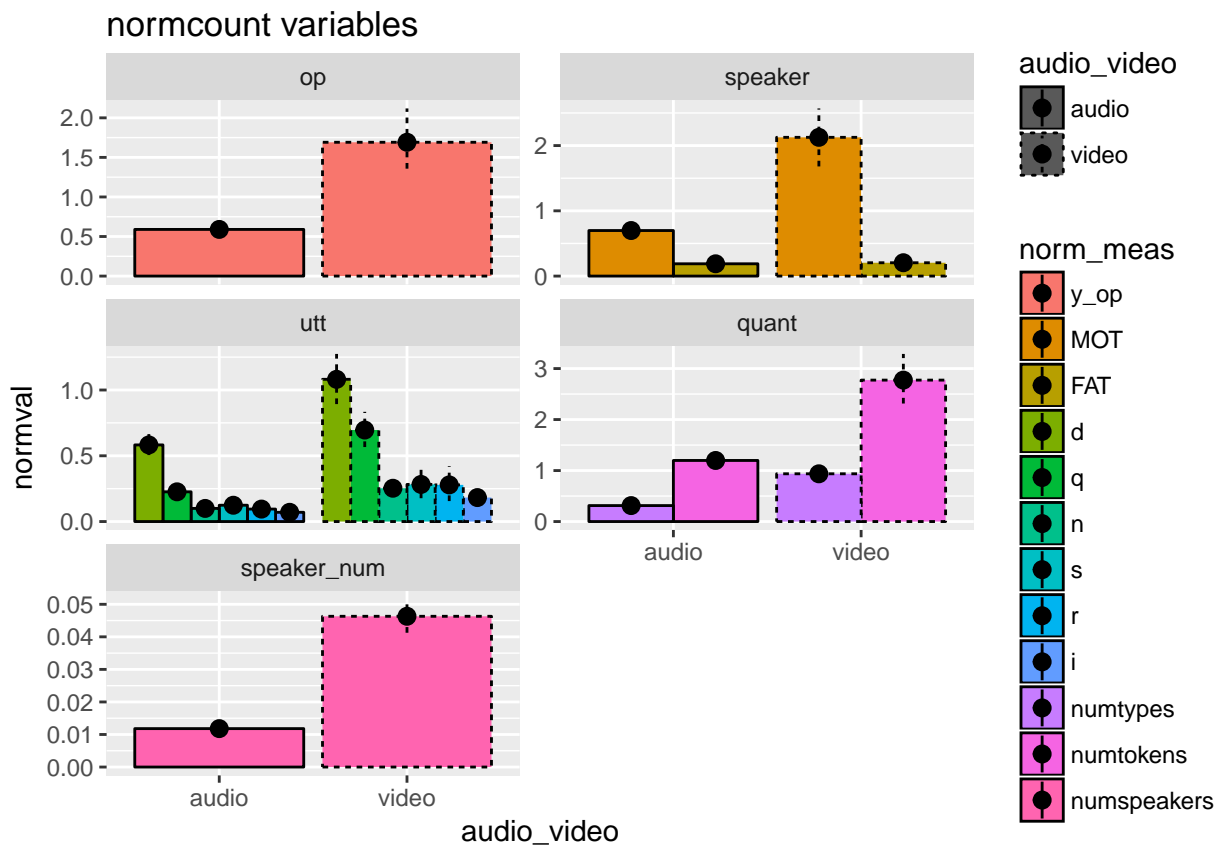 normcount variables
op
2.0
1.5
1.0
0.5
0.0
speaker
2
1
0
utt
1.0
0.5
0.0
quant
3
2
1
0
audio
video
speaker_num
0.05
0.04
0.03
0.02
0.01
0.00
audio
video
normval
audio_video
audio_video
audio
video
norm_meas
y_op
MOT
FAT
d
q
n
s
r
i
numtypes
numtokens
numspeakers